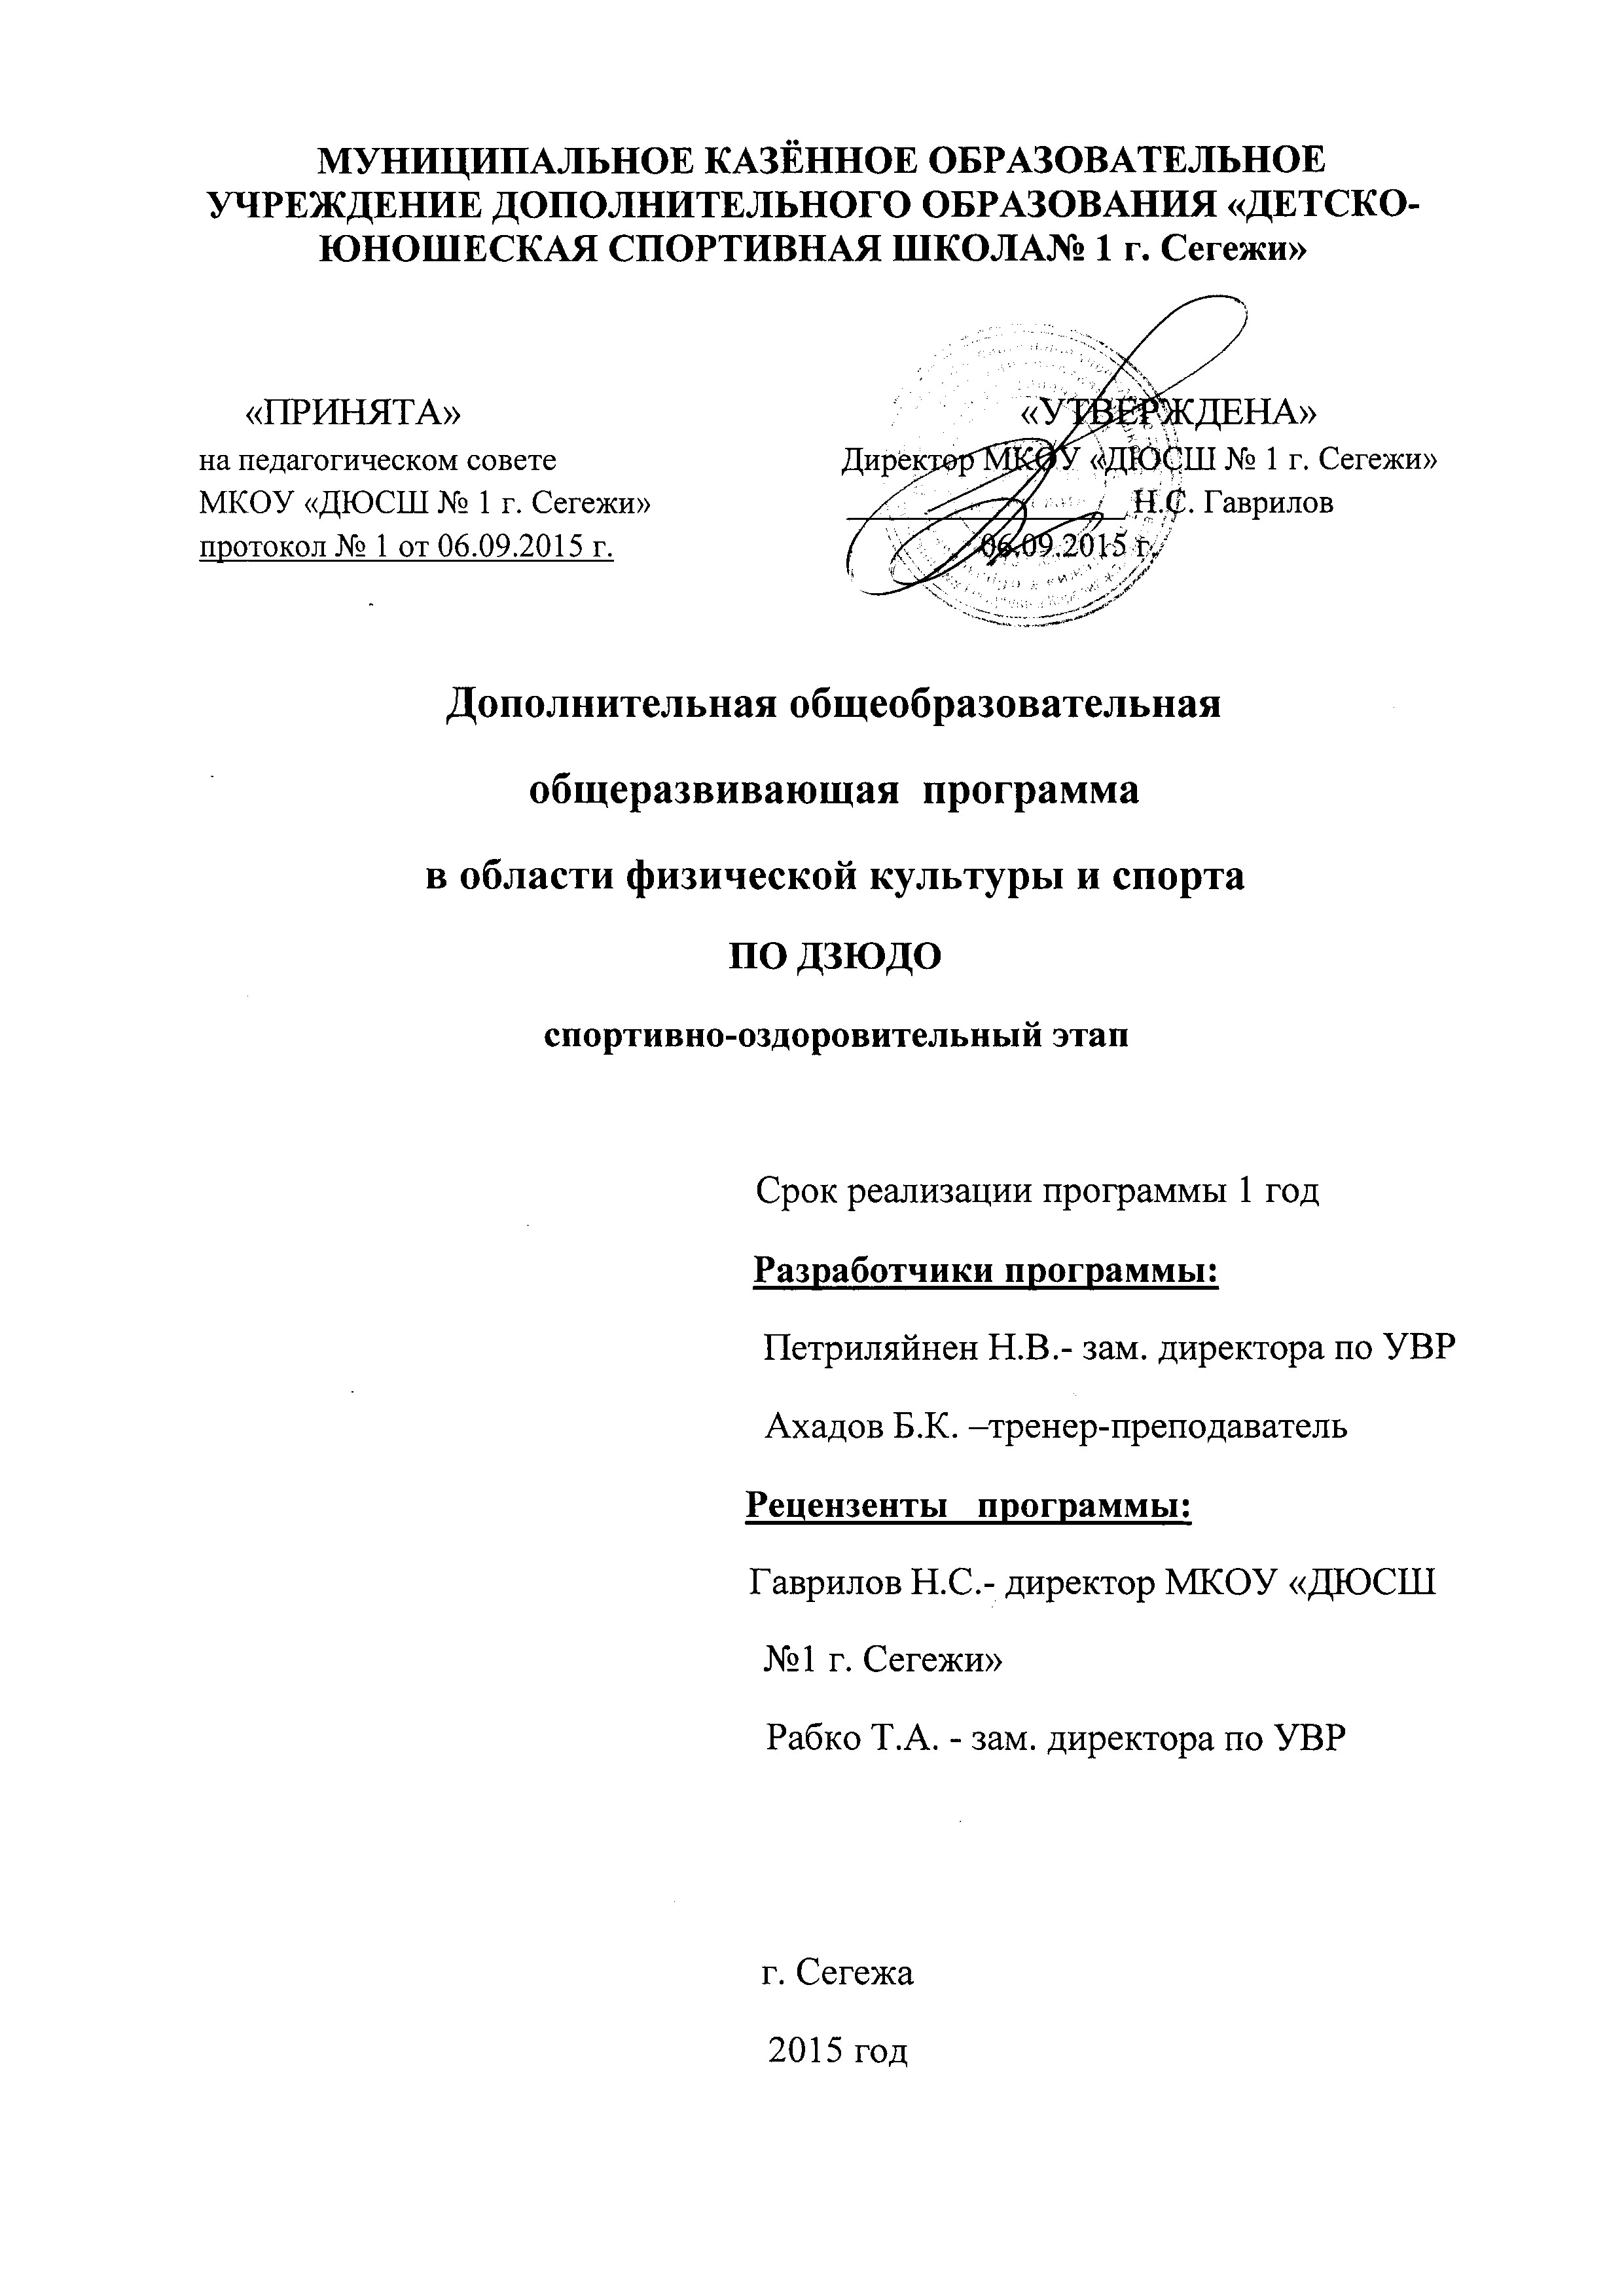 МУНИЦИПАЛЬНОЕ КАЗЁННОЕ ОБРАЗОВАТЕЛЬНОЕ
УЧРЕЖДЕНИЕ ДОПОЛНИТЕЛЬНОГО ОБРАЗОВАНИЯ «ДЕТСКО-
ЮНОШЕСКАЯ СПОРТИВНАЯ ШКОЛА№ 1 г. Сегежи»
«ПРИНЯТА»
на педагогическом совете
МКОУ «ДЮСШ № 1 г. Сегежи»
протокол № 1 от 06.09.2015 г.
«УТВЕРЖДЕНА»
Директор МКОУ «ДЮСШ № 1 г. Сегежи»
Н.С. Гаврилов
06.09.2015 г.
Дополнительная общеобразовательная
общеразвивающая программа
в области физической культуры и спорта
ПО ДЗЮДО
спортивно-оздоровительный этап
Срок реализации программы 1 год
Разработчики программы:
Петриляйнен Н.В.- зам. директора по УВР
Ахадов Б.К. –тренер-преподаватель
Рецензенты программы:
Гаврилов Н.С.- директор МКОУ «ДЮСШ
№1 г. Сегежи»
Рабко Т.А. - зам. директора по УВР
г. Сегежа
2015 год